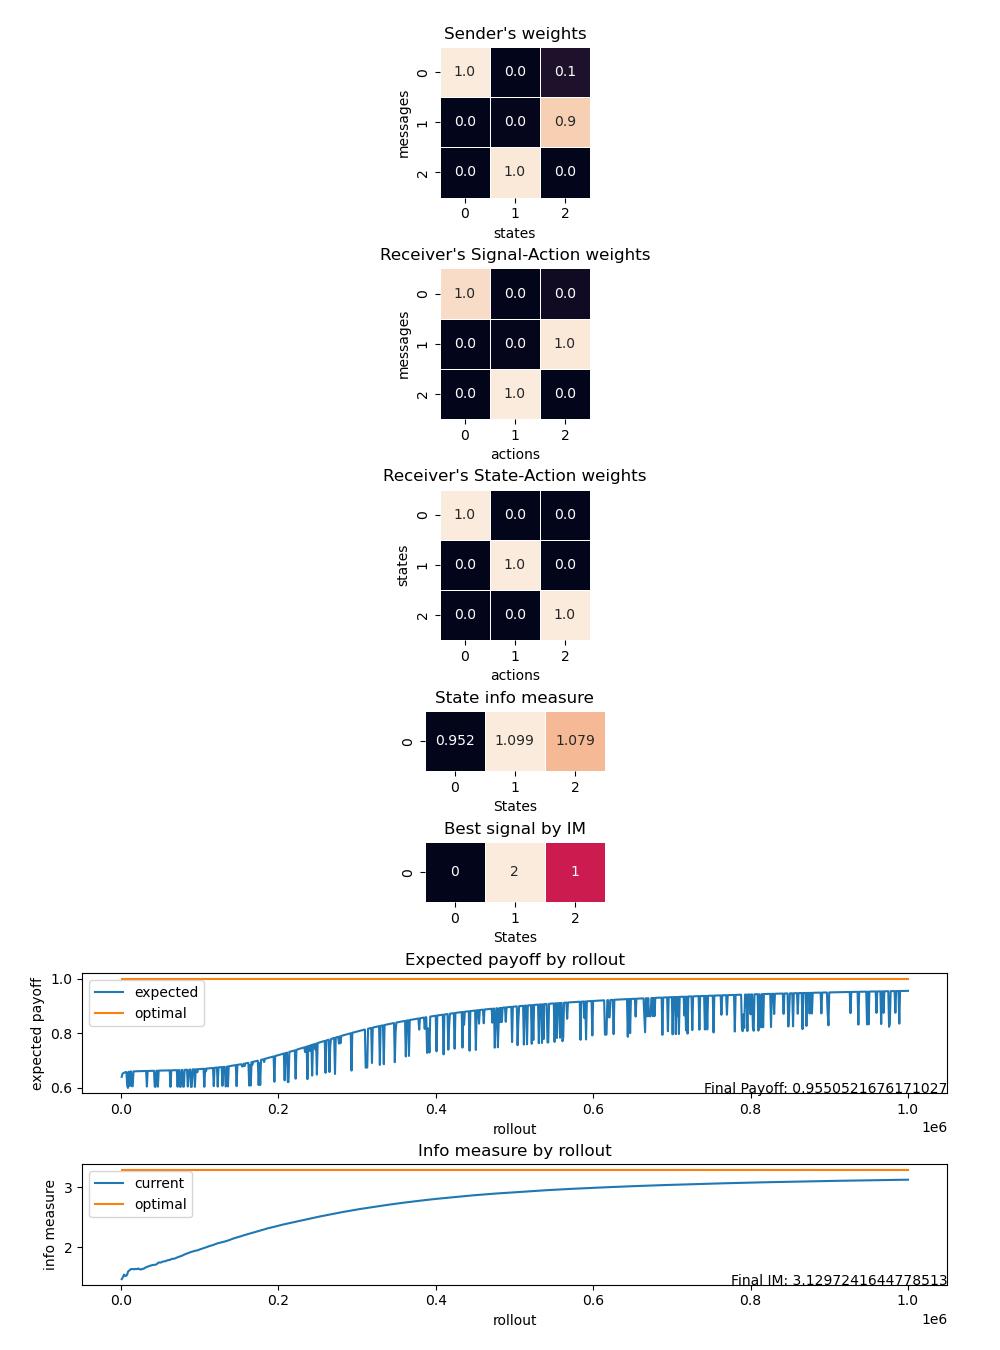 Sender's weights
messages
0 1.0 0.0 0.1
1 0.0 0.0 0.9
2 0.0 1.0 0.0
0 1 2
states
Receiver's Signal-Action weights
messages
0 1.0 0.0 0.0
1 0.0 0.0 1.0
2 0.0 1.0 0.0
0 1 2
actions
Receiver's State-Action weights
states
0 1.0 0.0 0.0
1 0.0 1.0 0.0
2 0.0 0.0 1.0
0 1 2
actions
State info measure
0 0.952 1.099 1.079
0 1 2
States
Best signal by IM
0 0 2 1
0 1 2
States
Expected payoff by rollout
expected payoff
1.0
0.8
0.6
expected
optimal
Final Payoff: 0.9550521676171027
0.0 0.2 0.4 0.6 0.8 1.0
1e6
rollout
Info measure by rollout
info measure
3
2
current
optimal
Final IM: 3.1297241644778513
0.0 0.2 0.4 0.6 0.8 1.0
1e6
rollout